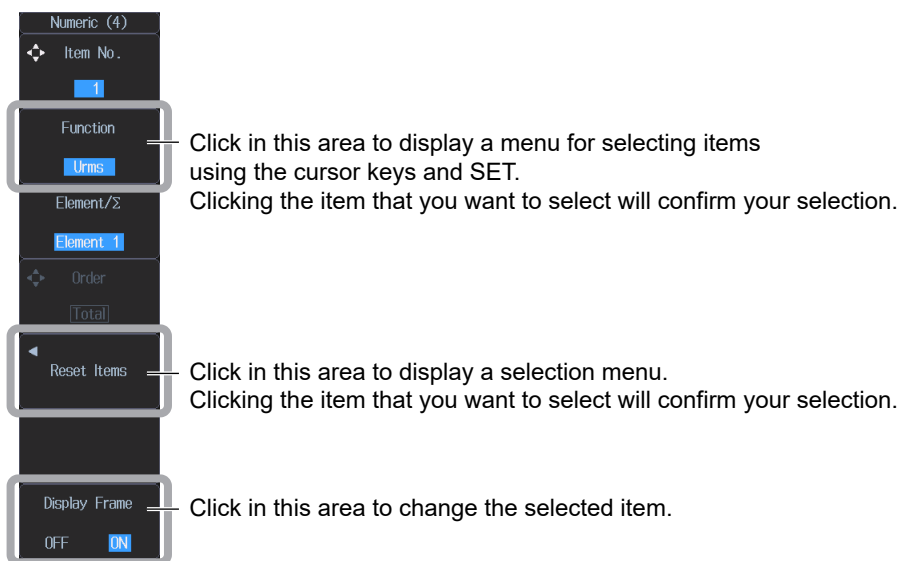 Numeric (4)
Item No.
1
Function
Urms
Click in this area to display a menu for selecting items
using the cursor keys and SET.
Clicking the item that you want to select will confirm your selection.
Element/Σ
Element 1
Order
Total
Reset Items
Click in this area to display a selection menu.
Clicking the item that you want to select will confirm your selection.
Display Frame
OFF ON
Click in this area to change the selected item.